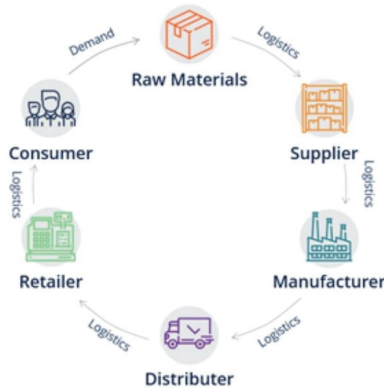 Demand
Logistics
Raw Materials
Consumer
Supplier
Logistics
Logistics
Retailer
Manufacturer
Logistics
Logistics
Distributer